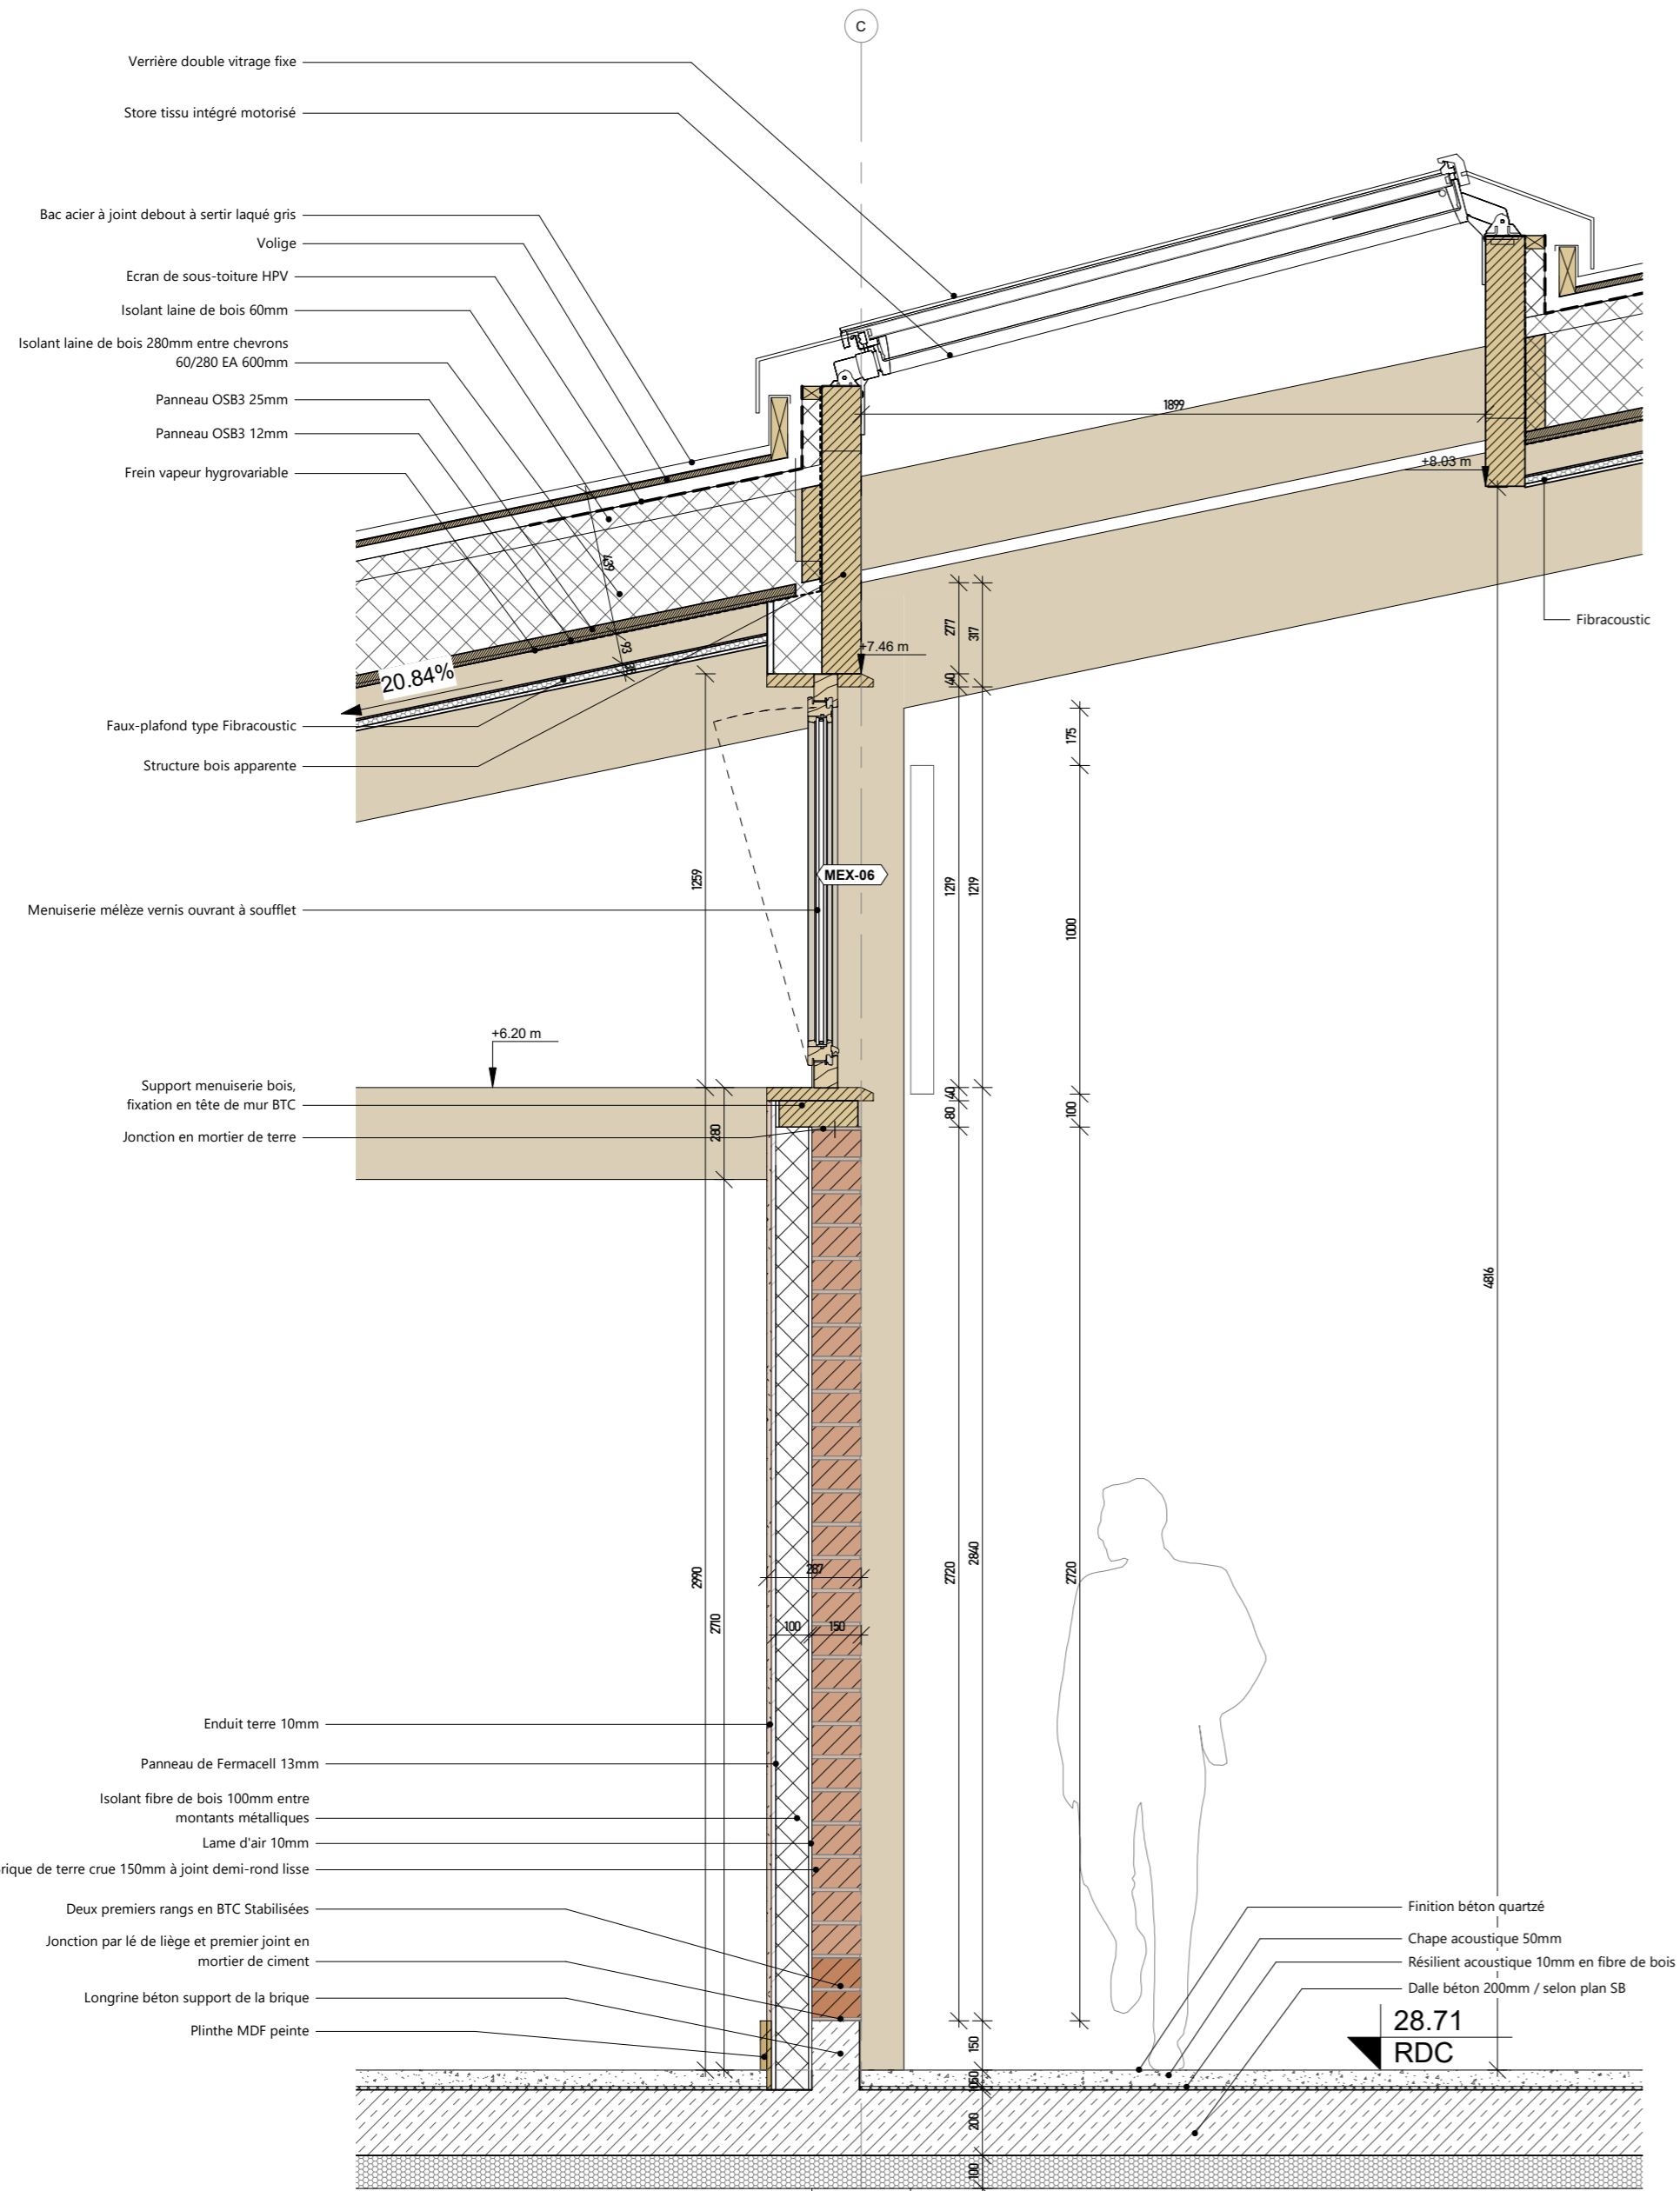 C
Verrière double vitrage fixe
Store tissu intégré motorisé
Bac acier à joint debout à sertir laqué gris
Volige
Ecran de sous-toiture HPV
Isolant laine de bois 60mm
Isolant laine de bois 280mm entre chevrons
60/280 EA 600mm
Panneau OSB3 25mm
Panneau OSB3 12mm
Frein vapeur hygrovariable
1899
+8.03 m
439
93
277
317
Fibracoustic
+7.46 m
20.84%
40
Faux-plafond type Fibracoustic
175
Structure bois apparente
1259
MEX-06
1219
1219
1000
Menuiserie mélèze vernis ouvrant à soufflet
+6.20 m
Support menuiserie bois,
fixation en tête de mur BTC
40
80
100
Jonction en mortier de terre
280
4816
287
2990
2710
2720
2840
2720
100
150
Enduit terre 10mm
Panneau de Fermacell 13mm
Isolant fibre de bois 100mm entre
montants métalliques
Lame d'air 10mm
rique de terre crue 150mm à joint demi-rond lisse
Deux premiers rangs en BTC Stabilisées
Jonction par lé de liège et premier joint en
mortier de ciment
Longrine béton support de la brique
Plinthe MDF peinte
Finition béton quartzé
Chape acoustique 50mm
Résilient acoustique 10mm en fibre de bois
Dalle béton 200mm / selon plan SB
28.71
RDC
150
200
100